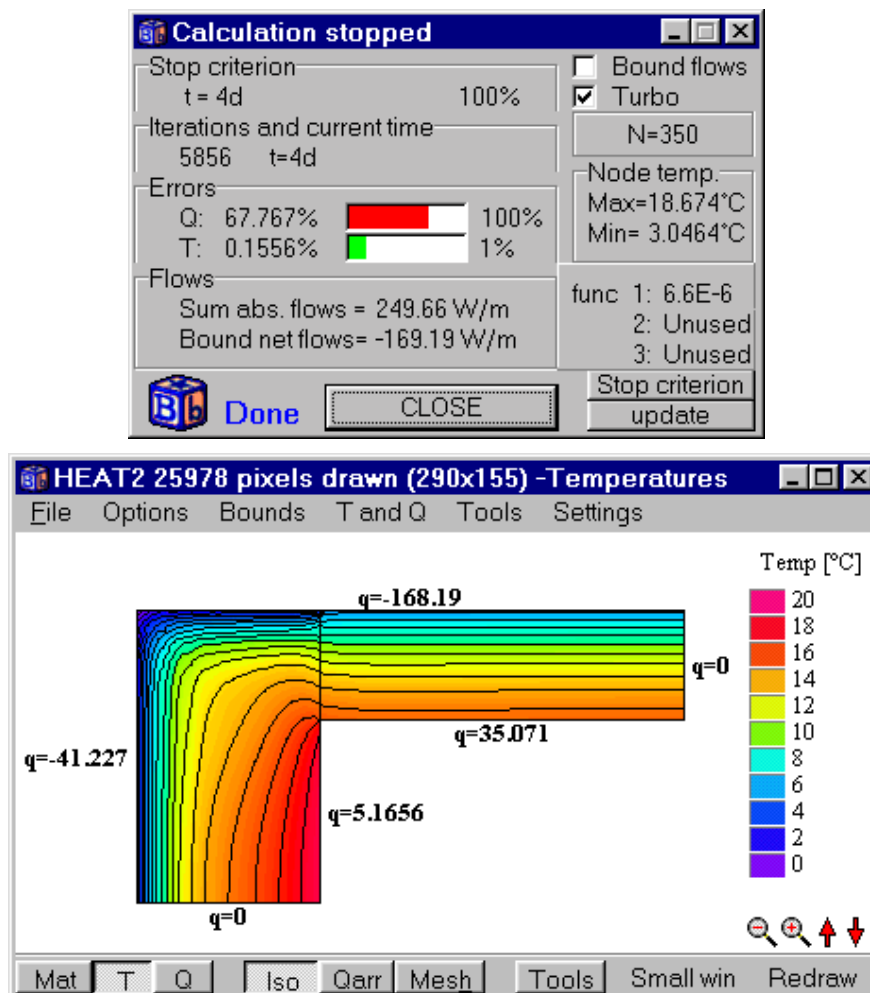 Calculation stopped
Stop criterion
t = 4d 100%
Bound flows
Turbo
Iterations and current time
5856 t=4d
N=350
Errors
Q: 67.767% 100%
T: 0.1556% 1%
Node temp.
Max=18.674°C
Min= 3.0464°C
Flows
Sum abs. flows = 249.66 W/m
Bound net flows= -169.19 W/m
func 1: 6.6E-6
2: Unused
3: Unused
Bb
Done
CLOSE
Stop criterion
update
HEAT2 25978 pixels drawn (290x155) -Temperatures
File Options Bounds T and Q Tools Settings
Temp [°C]
20
18
16
14
12
10
8
6
4
2
0
q=-168.19
q=0
q=35.071
q=-41.227
q=5.1656
q=0
Mat T Q Iso Qarr Mesh Tools Small win Redraw